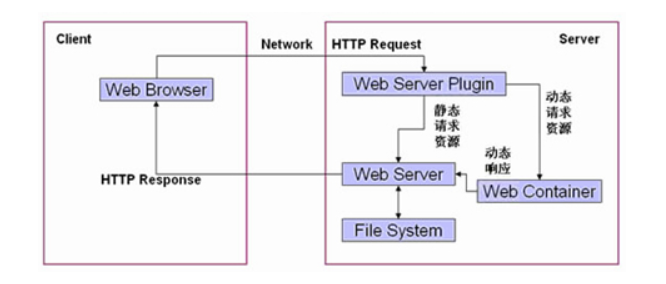 Client
Network
HTTP Request
Server
Web Browser
Web Server Plugin
静态
请求
资源
动态
请求
资源
动态
响应
HTTP Response
Web Server
Web Container
File System